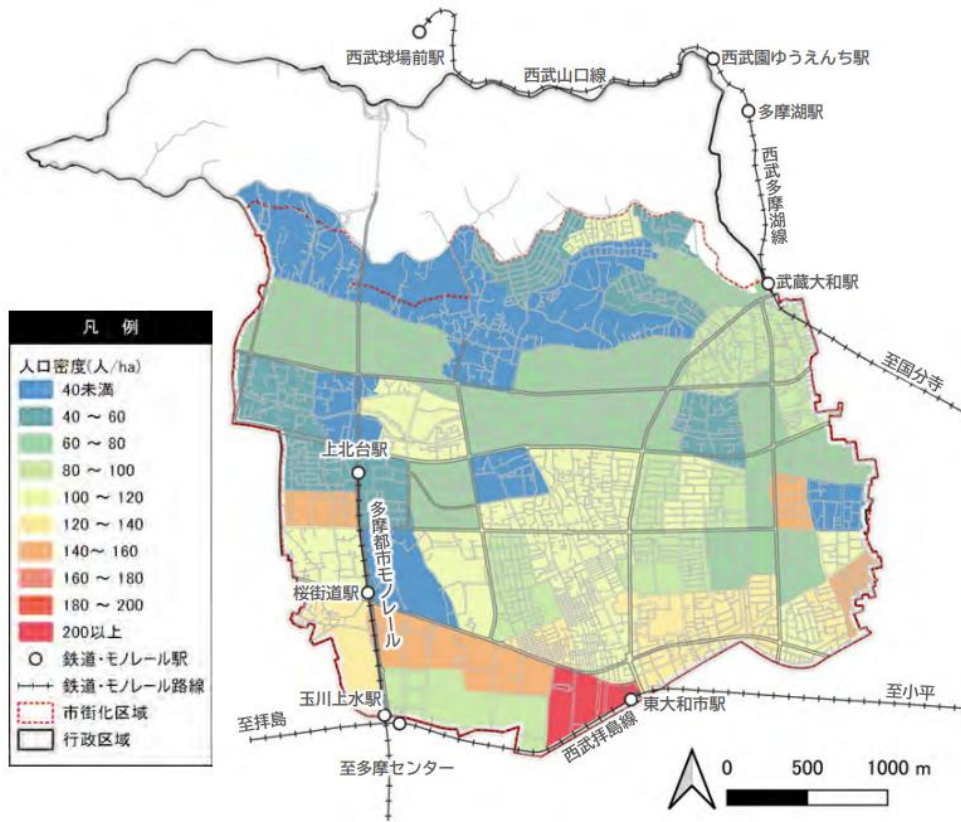 西武球場前駅
西武山口線
西武園ゆうえんち駅
多摩湖駅
西武多摩湖線
武蔵大和駅
至国分寺
凡 例
人口密度(人/ha)
40未満
40 ～ 60
60 ～ 80
80 ～ 100
100 ～ 120
120 ～ 140
140～ 160
160 ～ 180
180 ～ 200
200以上
鉄道・モノレール駅
鉄道・モノレール路線
市街化区域
行政区域
上北台駅
多摩都市モノレール
桜街道駅
玉川上水駅
至拝島
至多摩センター
西武拝島線
東大和市駅
至小平
0 500 1000 m